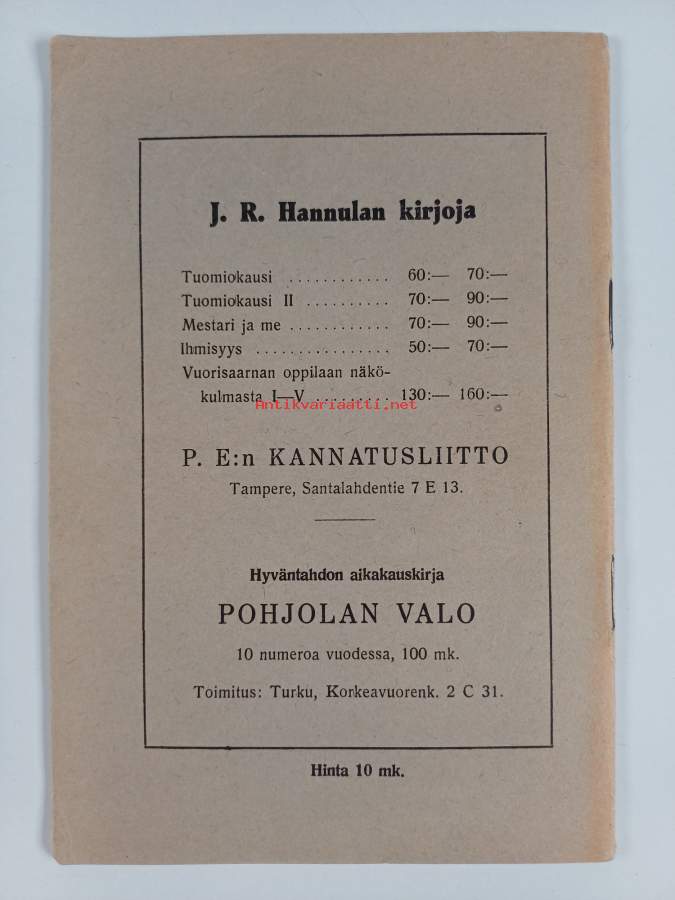 J. R. Hannulan kirjoja
Tuomiokausi ............ 60:— 70:—
Tuomiokausi II .......... 70:— 90:—
Mestari ja me ............ 70:— 90:—
Ihmisyys ................ 50:— 70:—
Vuorisaarnan oppilaan näkö-
kulmasta I—V ......... 130:— 160:—
Antikvariaatti.net
P. E:n KANNATUSLIITTO
Tampere, Santalahdentie 7 E 13.
Hyväntahdon aikakauskirja
POHJOLAN VALO
10 numeroa vuodessa, 100 mk.
Toimitus: Turku, Korkeavuorenk. 2 C 31.
Hinta 10 mk.